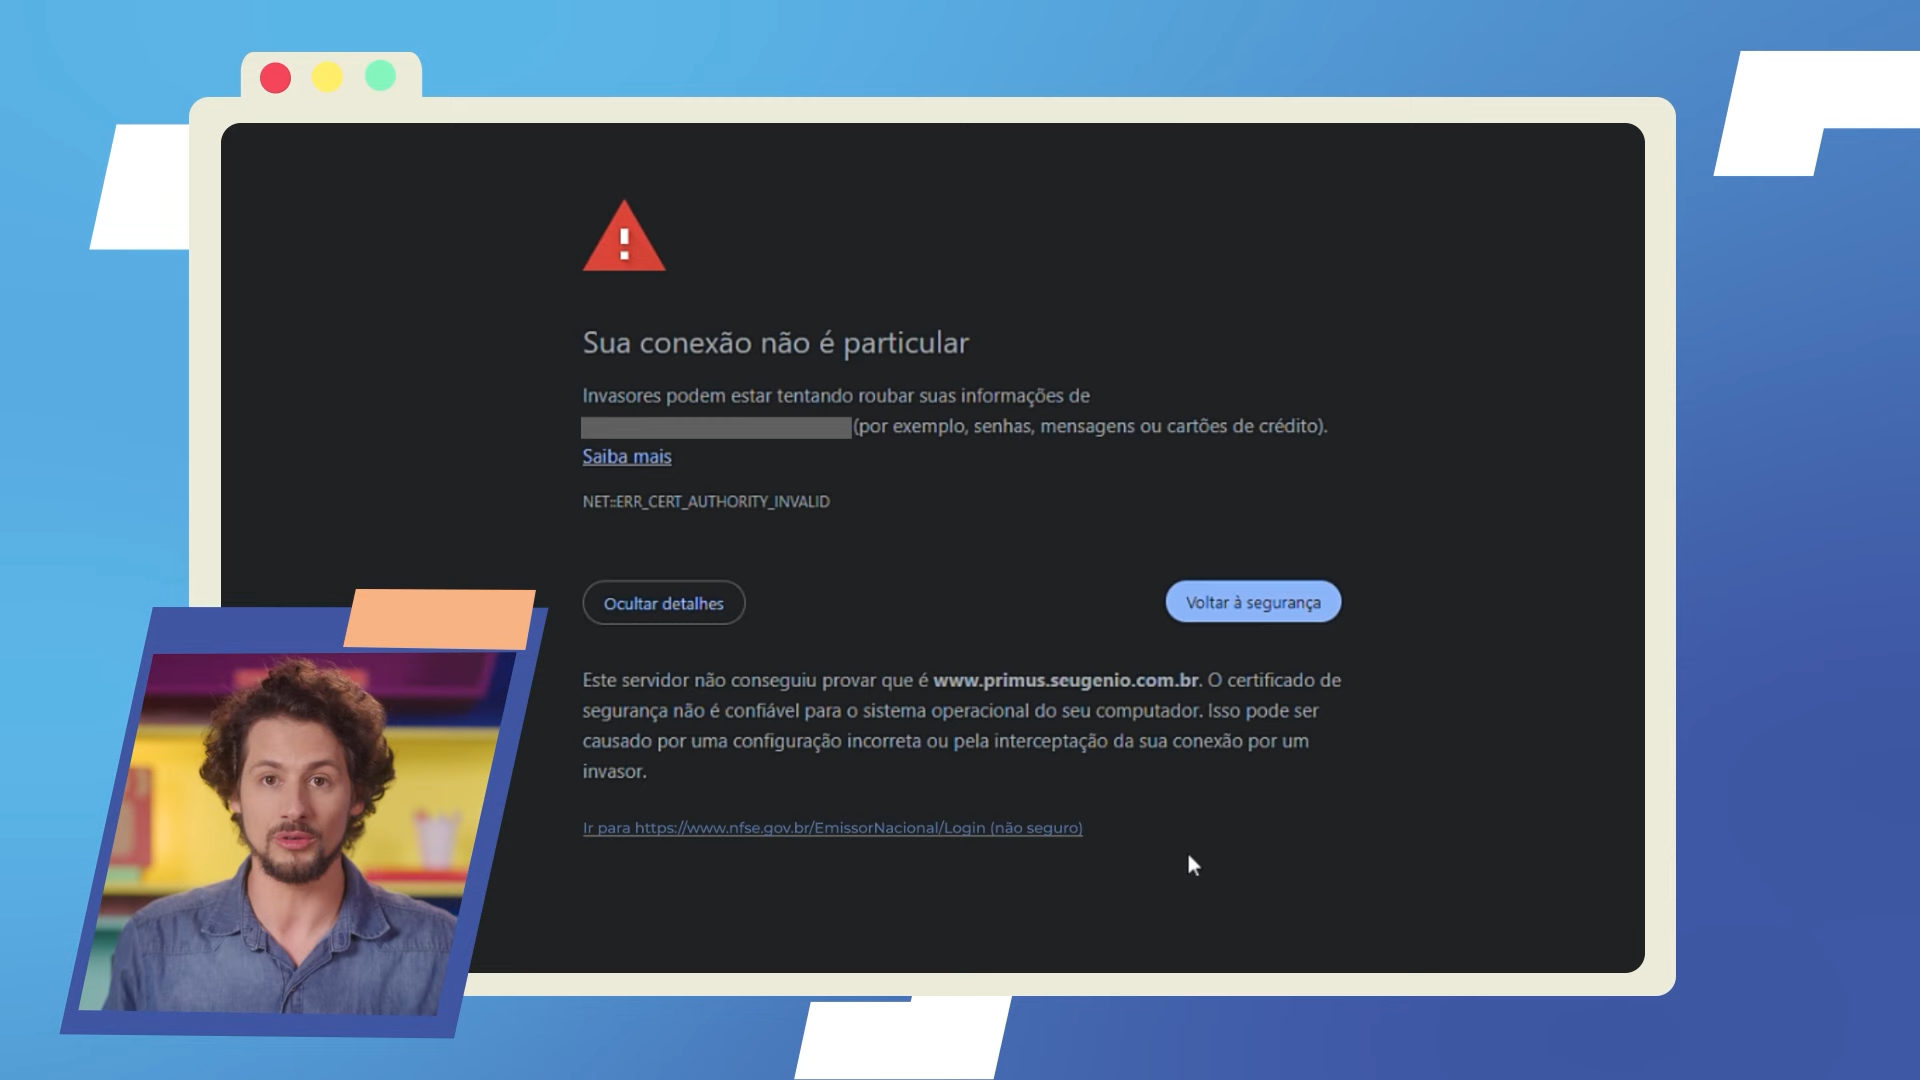 Sua conexão não é particular
Invasores podem estar tentando roubar suas informações de
(por exemplo, senhas, mensagens ou cartões de crédito).
Saiba mais
NET::ERR_CERT_AUTHORITY_INVALID
Ocultar detalhes
Voltar à segurança
Este servidor não conseguiu provar que é www.primus.seugenio.com.br. O certificado de
segurança não é confiável para o sistema operacional do seu computador. Isso pode ser
causado por uma configuração incorreta ou pela interceptação da sua conexão por um
invasor.
Ir para https://www.nfse.gov.br/EmissorNacional/Login (não seguro)